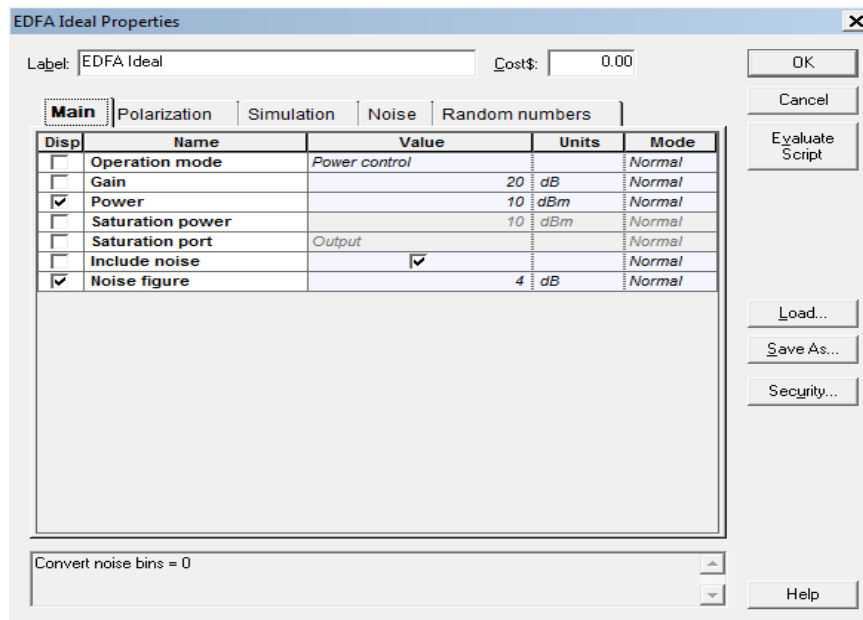 EDFA Ideal Properties
Label: EDFA Ideal Cost$: 0.00 OK
Cancel
Main Polarization Simulation Noise Random numbers
Evaluate Script
Disp Name Value Units Mode
Operation mode Power control Normal
Gain 20 dB Normal
Power 10 dBm Normal
Saturation power 10 dBm Normal
Saturation port Output Normal
Include noise Normal
Noise figure 4 dB Normal
Load...
Save As...
Security...
Convert noise bins = 0
Help